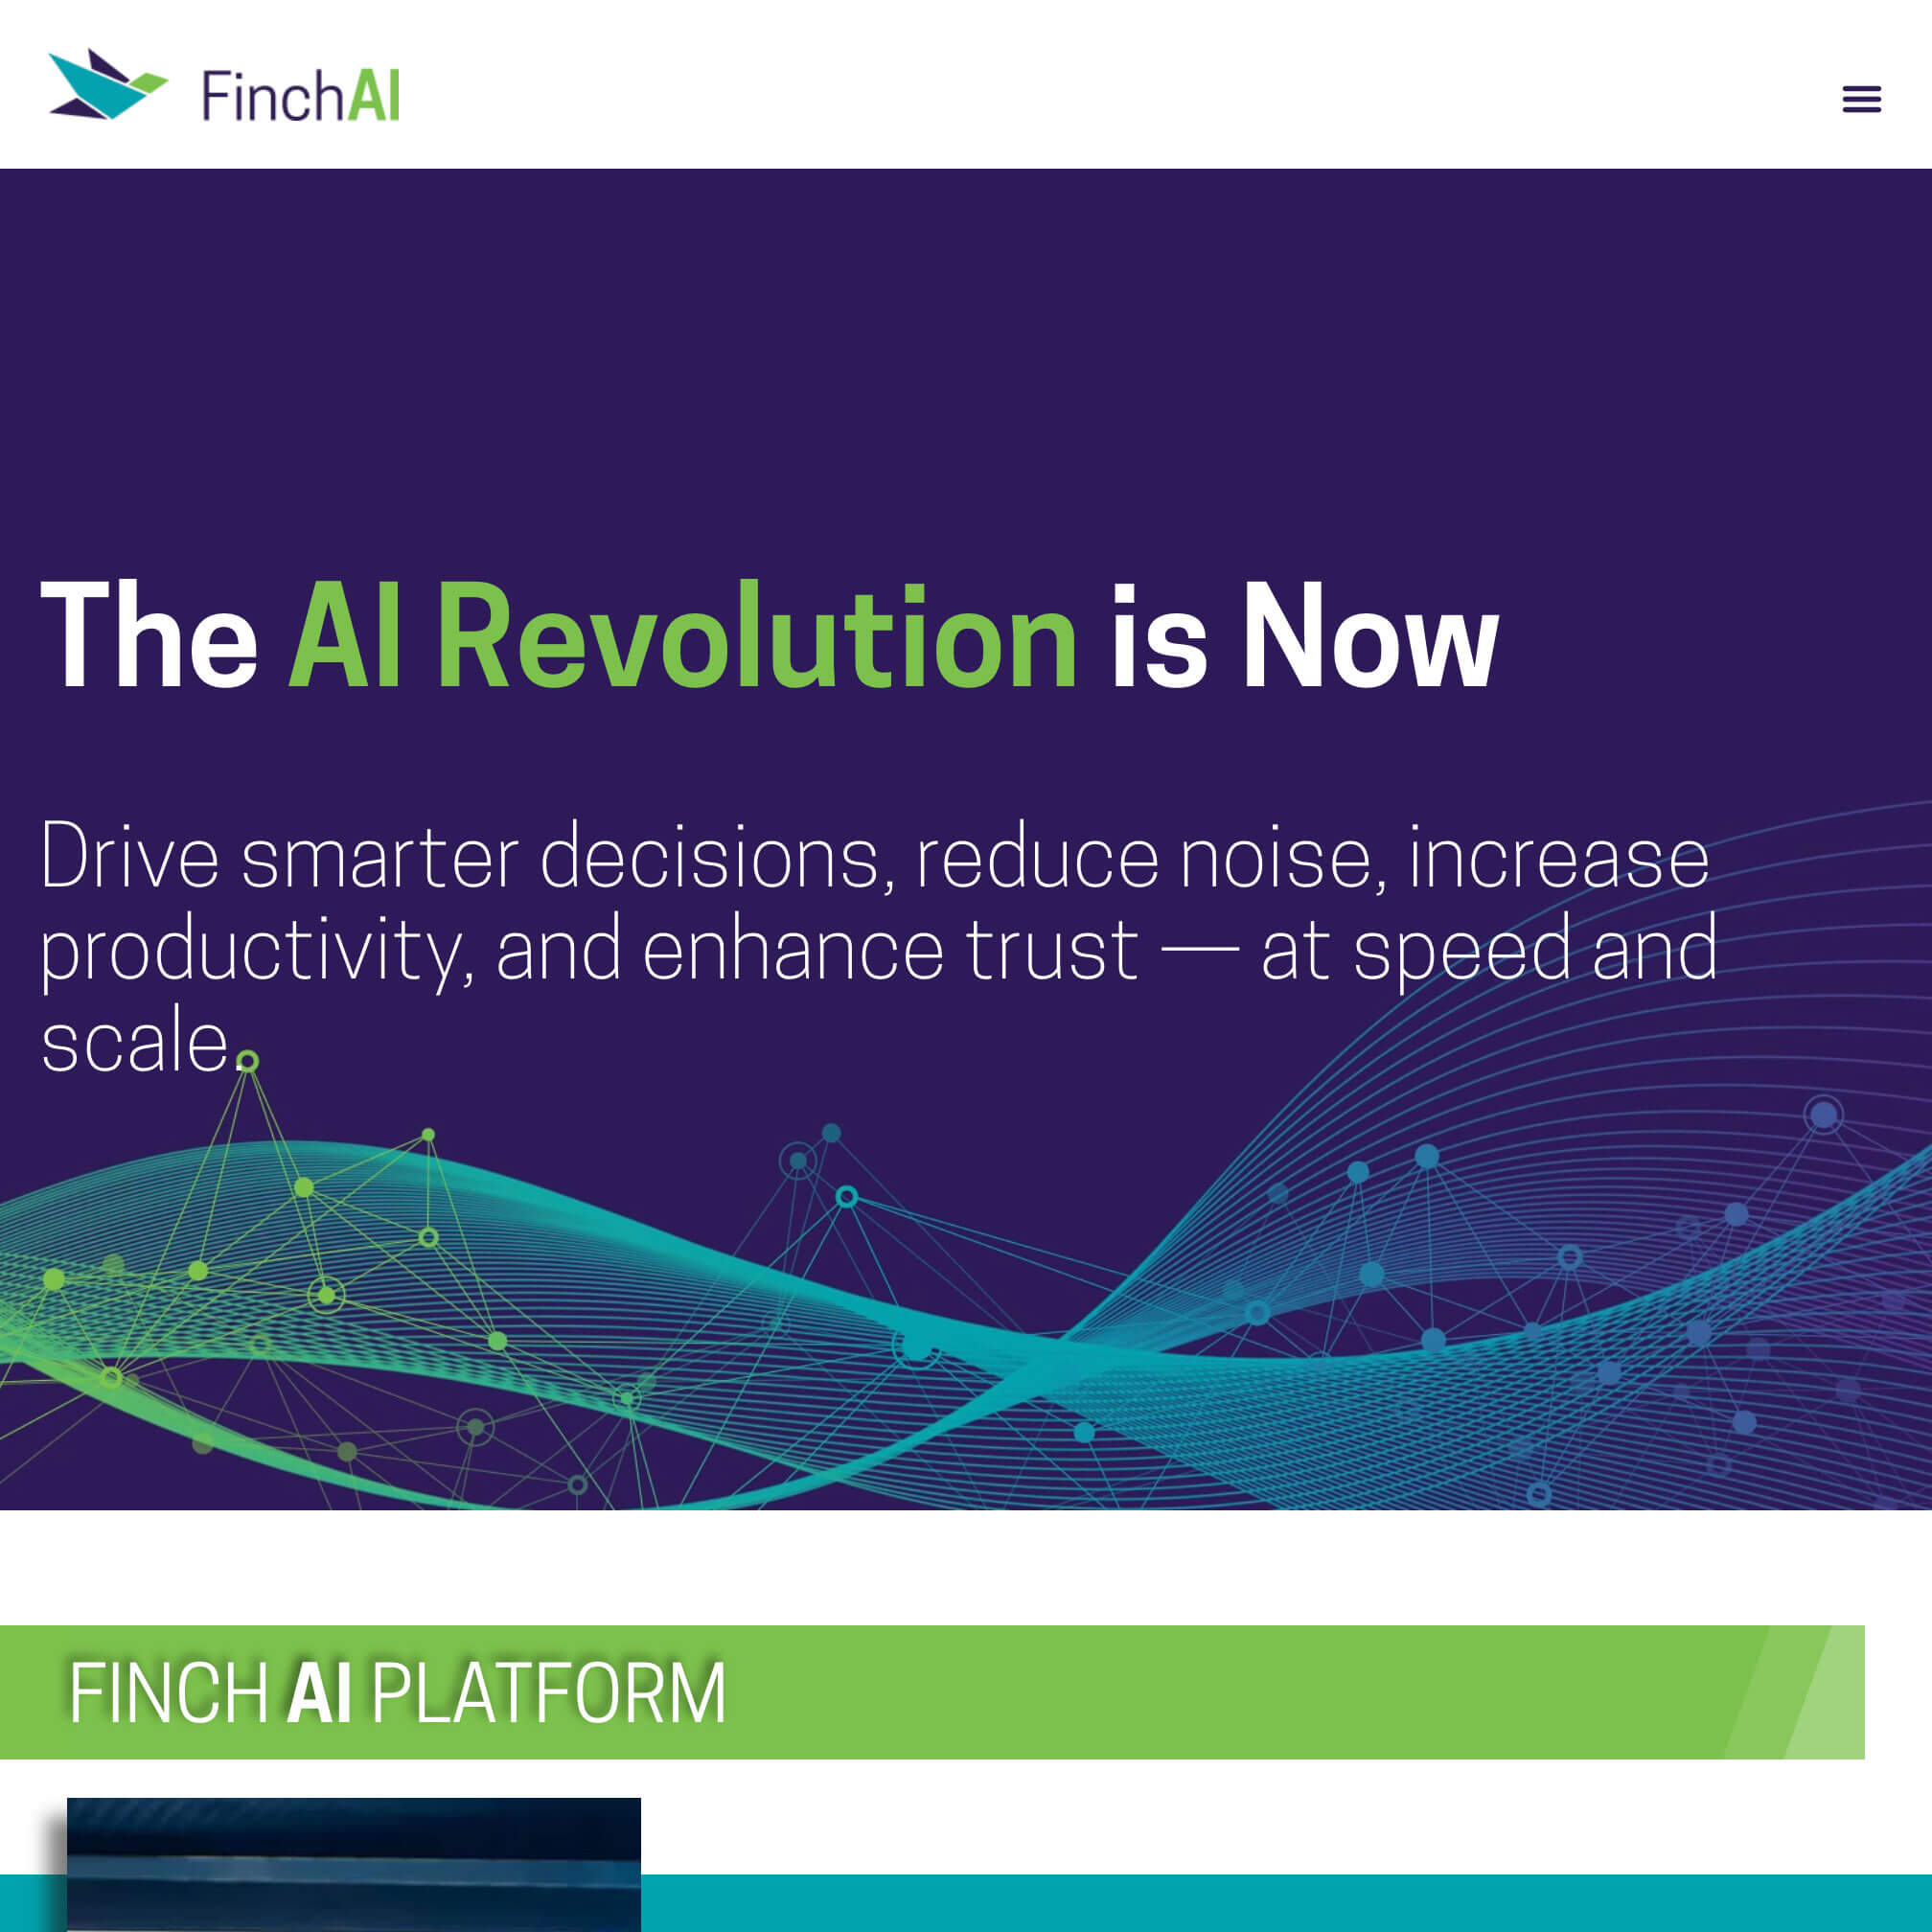 FinchAI
The AI Revolution is Now
Drive smarter decisions, reduce noise, increase
productivity, and enhance trust — at speed and
scale.
FINCH AI PLATFORM